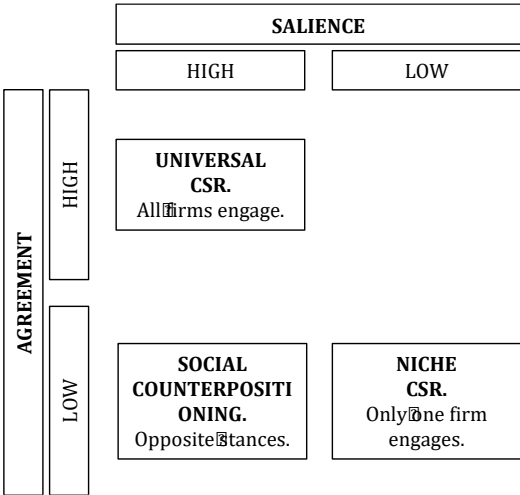 SALIENCE
HIGH
LOW
AGREEMENT
HIGH
UNIVERSAL
CSR.
All firms engage.
LOW
SOCIAL
COUNTERPOSITI
ONING.
Opposite stances.
NICHE
CSR.
Only one firm
engages.